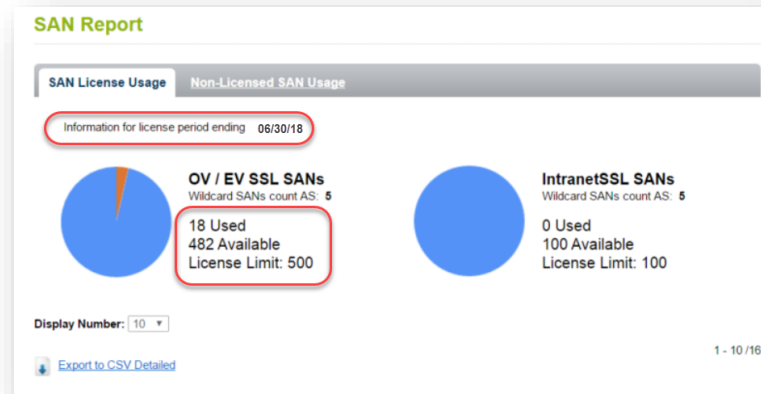 SAN Report
SAN License Usage
Non-Licensed SAN Usage
Information for license period ending 06/30/18
OV / EV SSL SANs
Wildcard SANs count AS: 5
18 Used
482 Available
License Limit: 500
IntranetSSL SANs
Wildcard SANs count AS: 5
0 Used
100 Available
License Limit: 100
Display Number: 10
1 - 10 /16
Export to CSV Detailed